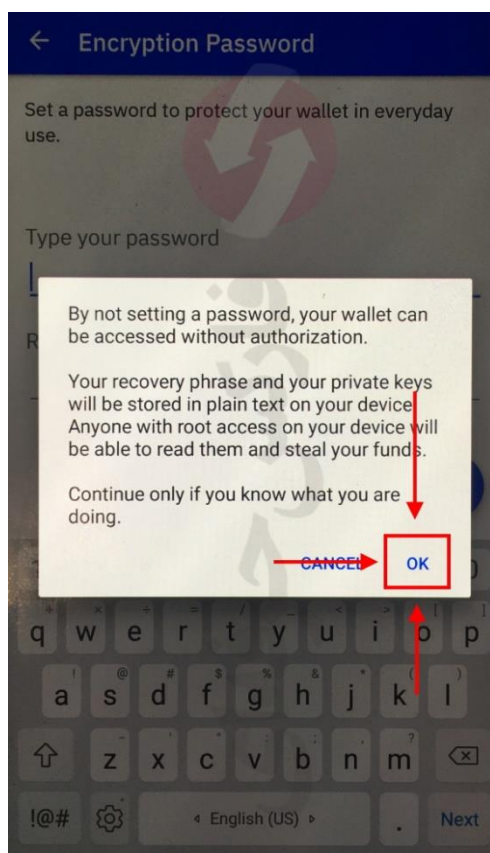 ← Encryption Password
Set a password to protect your wallet in everyday
use.
Type your password
R
By not setting a password, your wallet can
be accessed without authorization.
Your recovery phrase and your private keys
will be stored in plain text on your device.
Anyone with root access on your device will
be able to read them and steal your funds.
Continue only if you know what you are
doing.
CANCEL OK
q w e r t y u i o p
a s d f g h j k l
z x c v b n m
!@# English (US) . Next